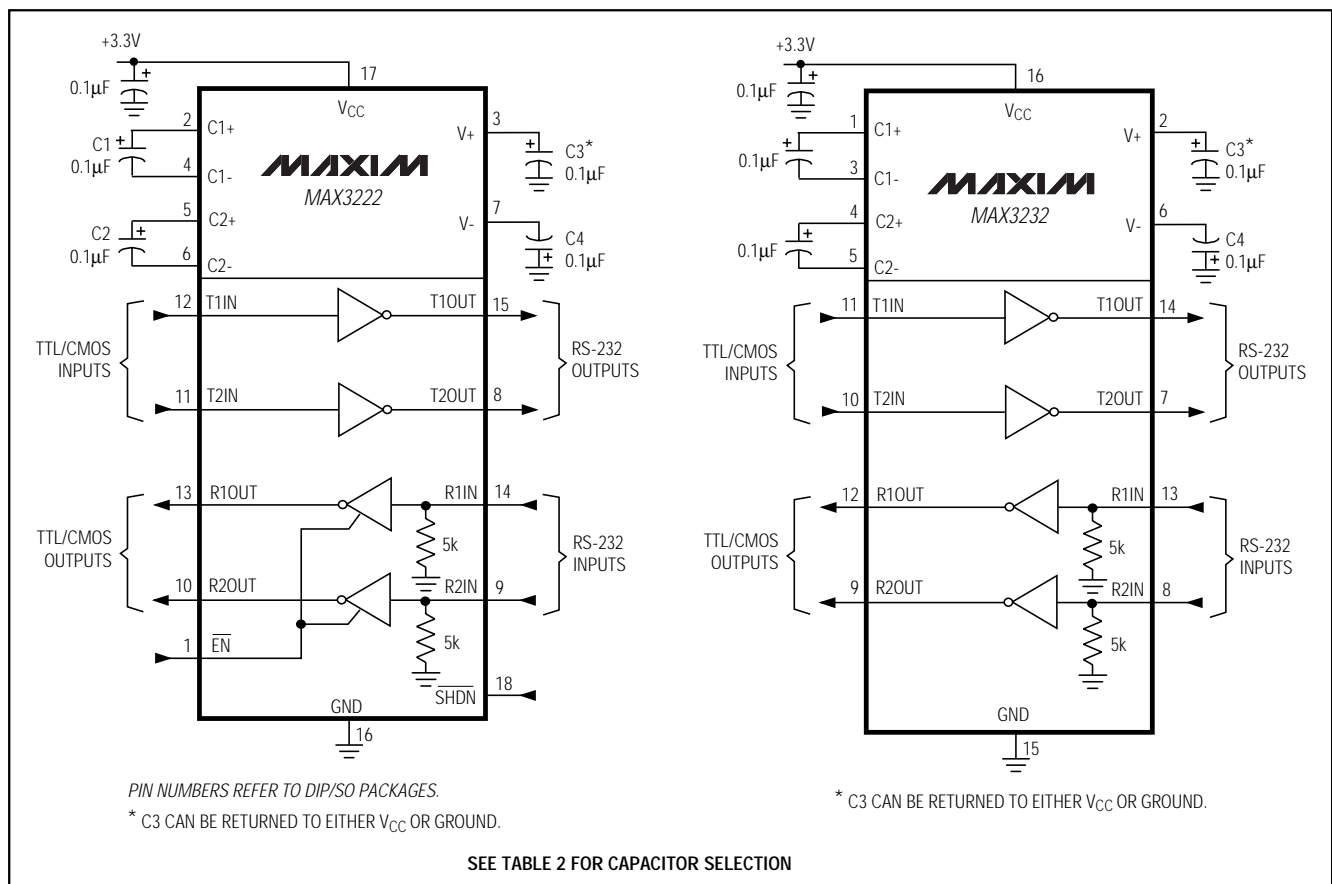 +3.3V
0.1µF
17
VCC
2
C1+
C1
0.1µF
4
C1-
5
C2+
C2
0.1µF
6
C2-
3
V+
C3*
0.1µF
7
V-
C4
0.1µF
MAXIM
MAX3222
12
T1IN
T1OUT
15
TTL/CMOS
INPUTS
RS-232
OUTPUTS
11
T2IN
T2OUT
8
13
R1OUT
R1IN
14
TTL/CMOS
OUTPUTS
5k
RS-232
INPUTS
10
R2OUT
R2IN
9
5k
1
EN
18
SHDN
GND
16
PIN NUMBERS REFER TO DIP/SO PACKAGES.
* C3 CAN BE RETURNED TO EITHER VCC OR GROUND.
+3.3V
0.1µF
16
VCC
1
C1+
0.1µF
3
C1-
4
C2+
0.1µF
5
C2-
2
V+
C3*
0.1µF
6
V-
C4
0.1µF
MAXIM
MAX3232
11
T1IN
T1OUT
14
TTL/CMOS
INPUTS
RS-232
OUTPUTS
10
T2IN
T2OUT
7
12
R1OUT
R1IN
13
TTL/CMOS
OUTPUTS
5k
RS-232
INPUTS
9
R2OUT
R2IN
8
5k
GND
15
* C3 CAN BE RETURNED TO EITHER VCC OR GROUND.
SEE TABLE 2 FOR CAPACITOR SELECTION